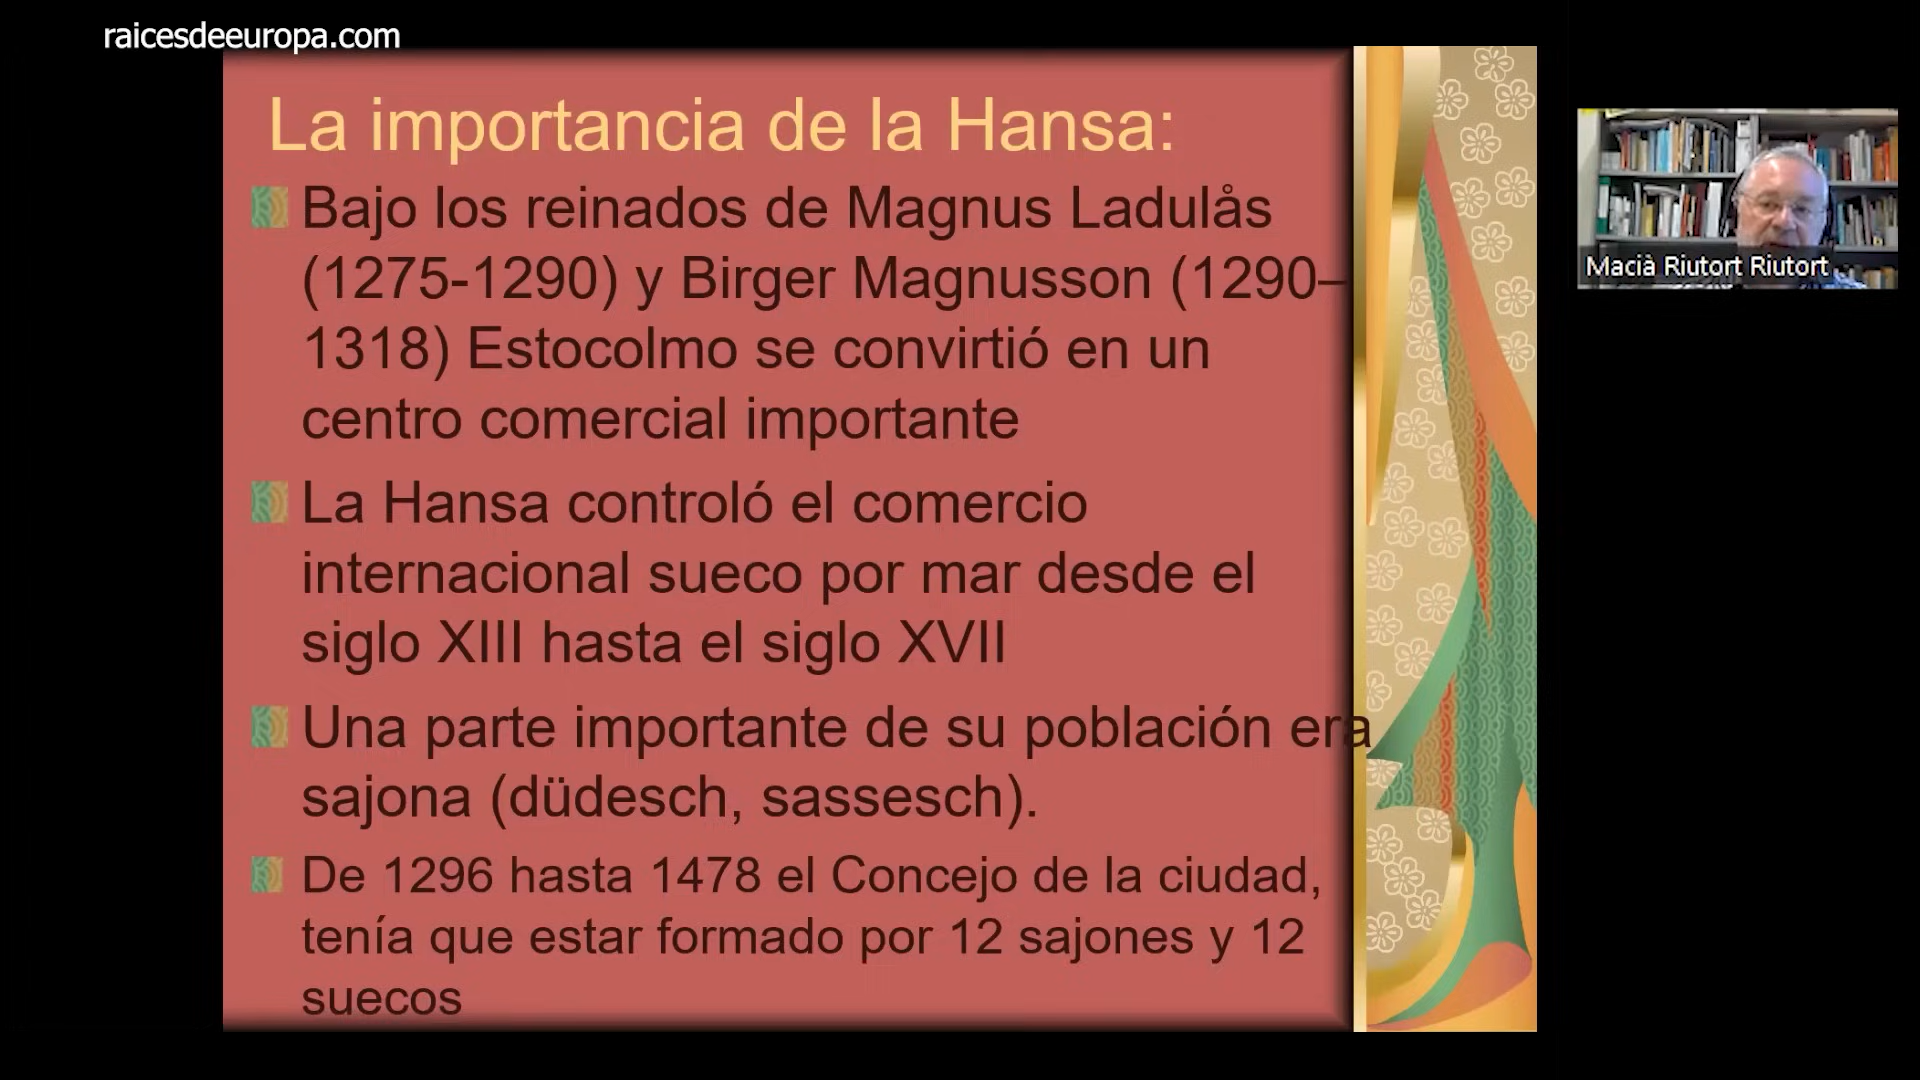 raicesdeeuropa.com
La importancia de la Hansa:
Bajo los reinados de Magnus Ladulås
(1275-1290) y Birger Magnusson (1290–
1318) Estocolmo se convirtió en un
centro comercial importante
La Hansa controló el comercio
internacional sueco por mar desde el
siglo XIII hasta el siglo XVII
Una parte importante de su población era
sajona (düdesch, sassesch).
De 1296 hasta 1478 el Concejo de la ciudad,
tenía que estar formado por 12 sajones y 12
suecos
Macià Riutort Riutort